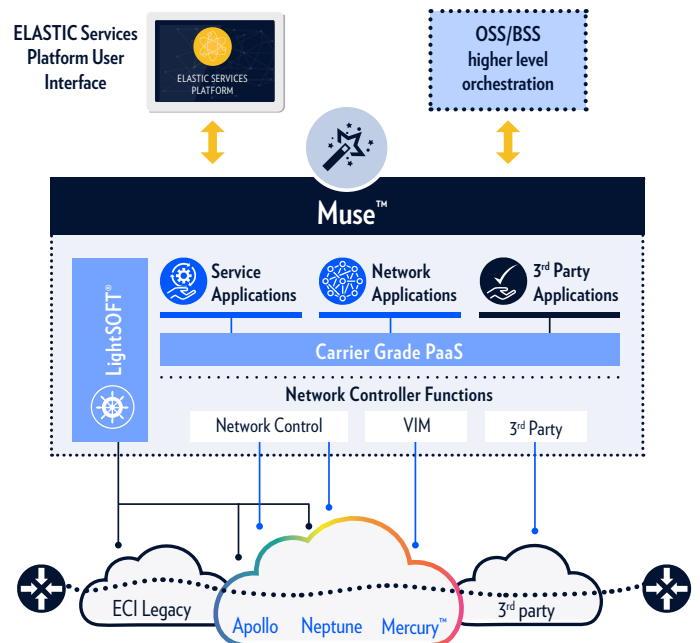 ELASTIC Services
Platform User
Interface
ELASTIC SERVICES
PLATFORM
OSS/BSS
higher level
orchestration
Muse™
LightSOFT®
Service
Applications
Network
Applications
3rd Party
Applications
Carrier Grade PaaS
Network Controller Functions
Network Control
VIM
3rd Party
ECI Legacy
Apollo
Neptune
Mercury™
3rd party